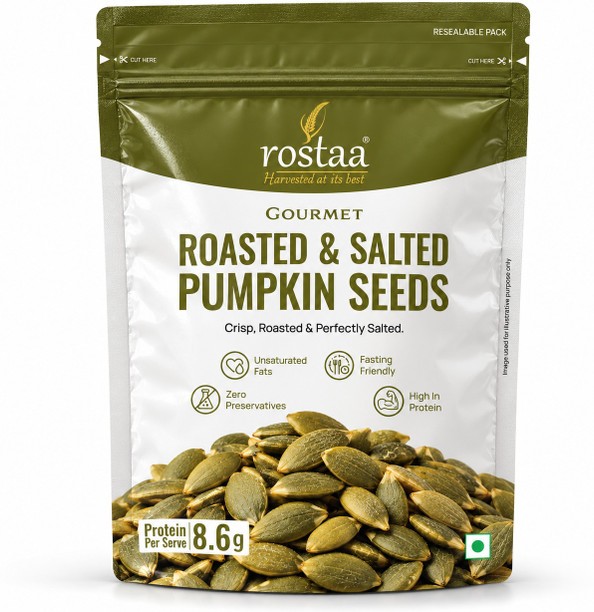 RESEALABLE PACK
CUT HERE
CUT HERE
rostaa®
Harvested at its best
GOURMET
ROASTED & SALTED
PUMPKIN SEEDS
Crisp, Roasted & Perfectly Salted.
Unsaturated
Fats
Fasting
Friendly
Zero
Preservatives
High In
Protein
Image used for illustrative purpose only
Protein
Per Serve
8.6g